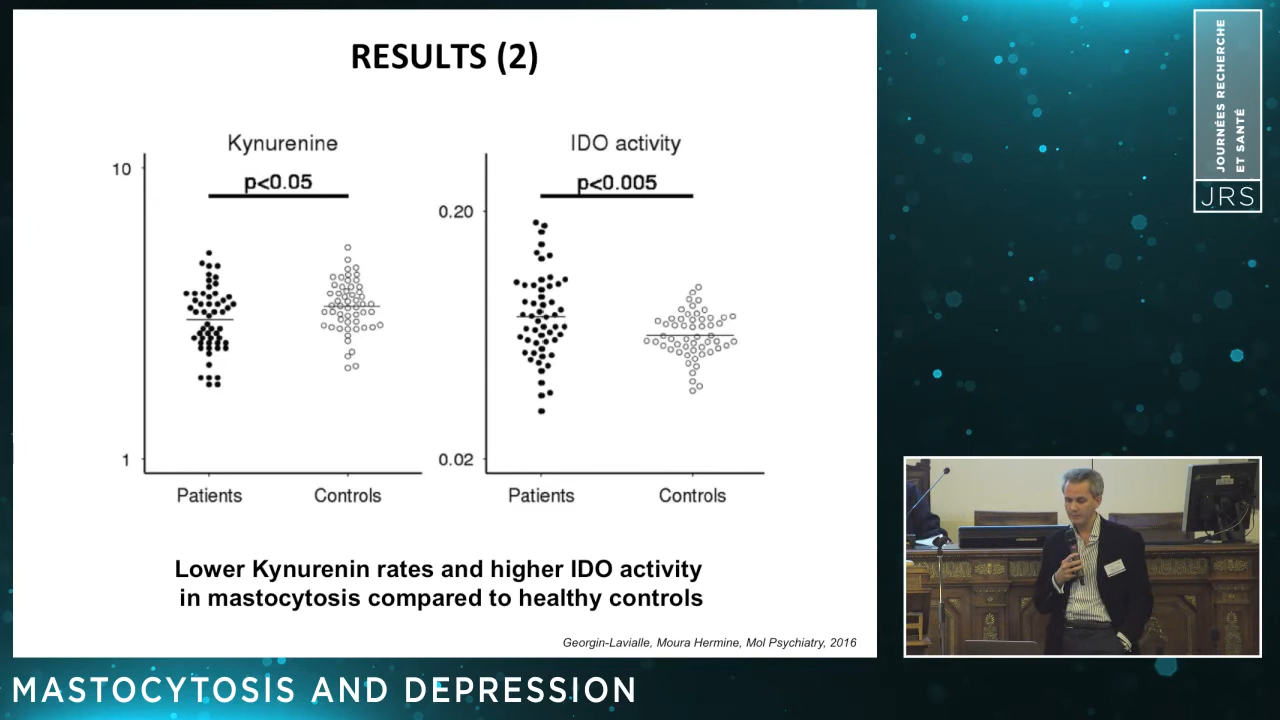 RESULTS (2)
Kynurenine
10
p<0.05
1
Patients
Controls
IDO activity
0.20
p<0.005
0.02
Patients
Controls
Lower Kynurenin rates and higher IDO activity
in mastocytosis compared to healthy controls
Georgin-Lavialle, Moura Hermine, Mol Psychiatry, 2016
JOURNÉES RECHERCHE
ET SANTÉ
JRS
MASTOCYTOSIS AND DEPRESSION